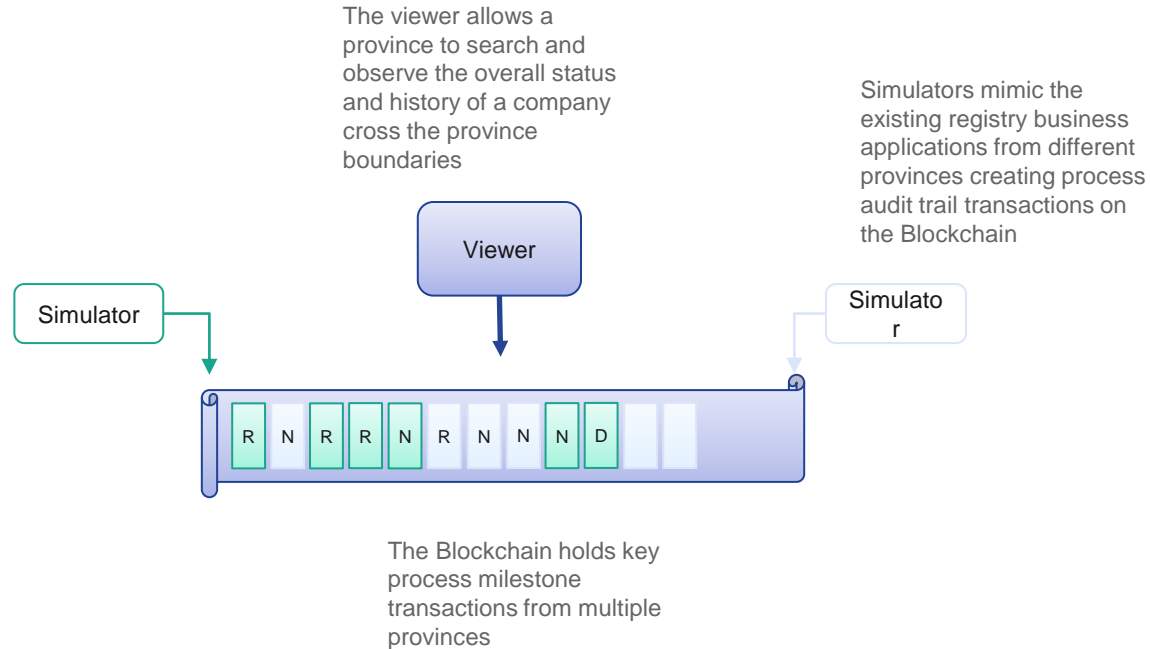 The viewer allows a
province to search and
observe the overall status
and history of a company
cross the province
boundaries
Simulators mimic the
existing registry business
applications from different
provinces creating process
audit trail transactions on
the Blockchain
Viewer
Simulator
Simulato
r
R N R R N R N N N D
The Blockchain holds key
process milestone
transactions from multiple
provinces